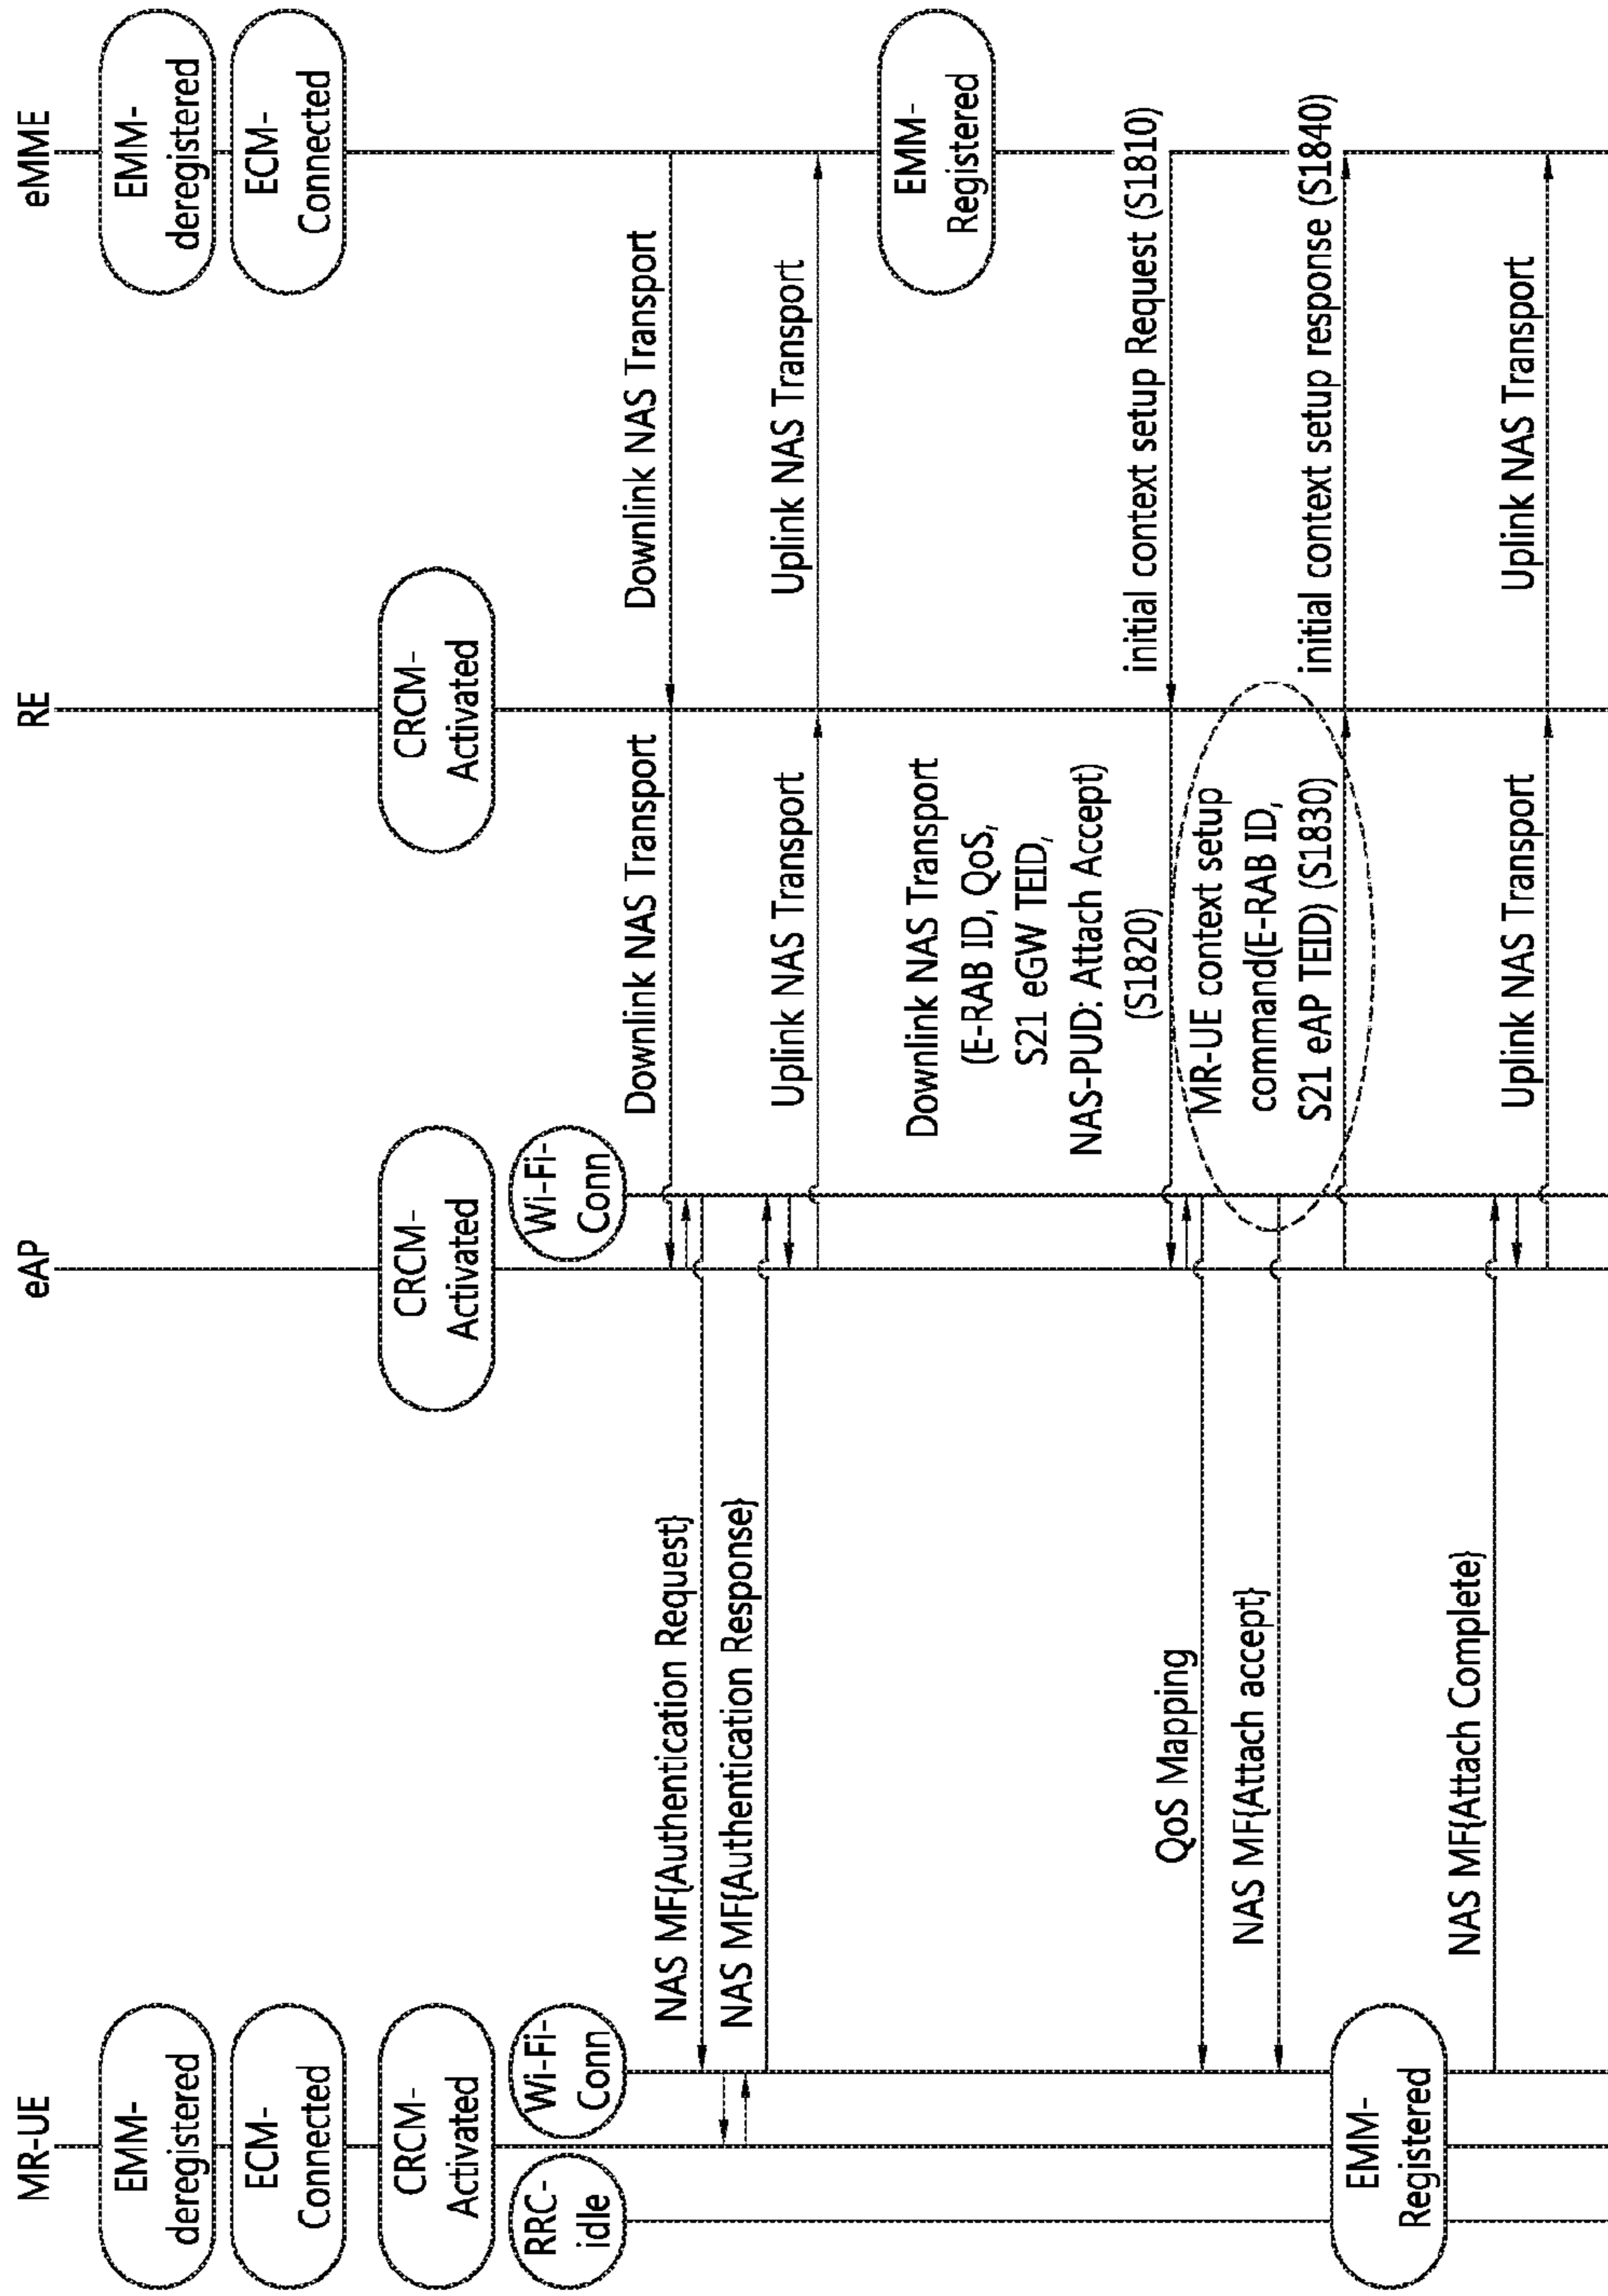 MR-UE
eAP
RE
eMME
EMM-
deregistered
EMM-
deregistered
ECM-
Connected
ECM-
Connected
CRCM-
Activated
CRCM-
Activated
CRCM-
Activated
RRC-
idle
Wi-Fi-
Conn
Wi-Fi-
Conn
Downlink NAS Transport
Downlink NAS Transport
NAS MF{Authentication Request}
NAS MF{Authentication Response}
Uplink NAS Transport
Uplink NAS Transport
EMM-
Registered
Downlink NAS Transport
(E-RAB ID, QoS,
S21 eGW TEID,
NAS-PUD: Attach Accept)
(S1820)
initial context setup Request (S1810)
QoS Mapping
NAS MF{Attach accept}
MR-UE context setup
command(E-RAB ID,
S21 eAP TEID) (S1830)
initial context setup response (S1840)
EMM-
Registered
NAS MF{Attach Complete}
Uplink NAS Transport
Uplink NAS Transport